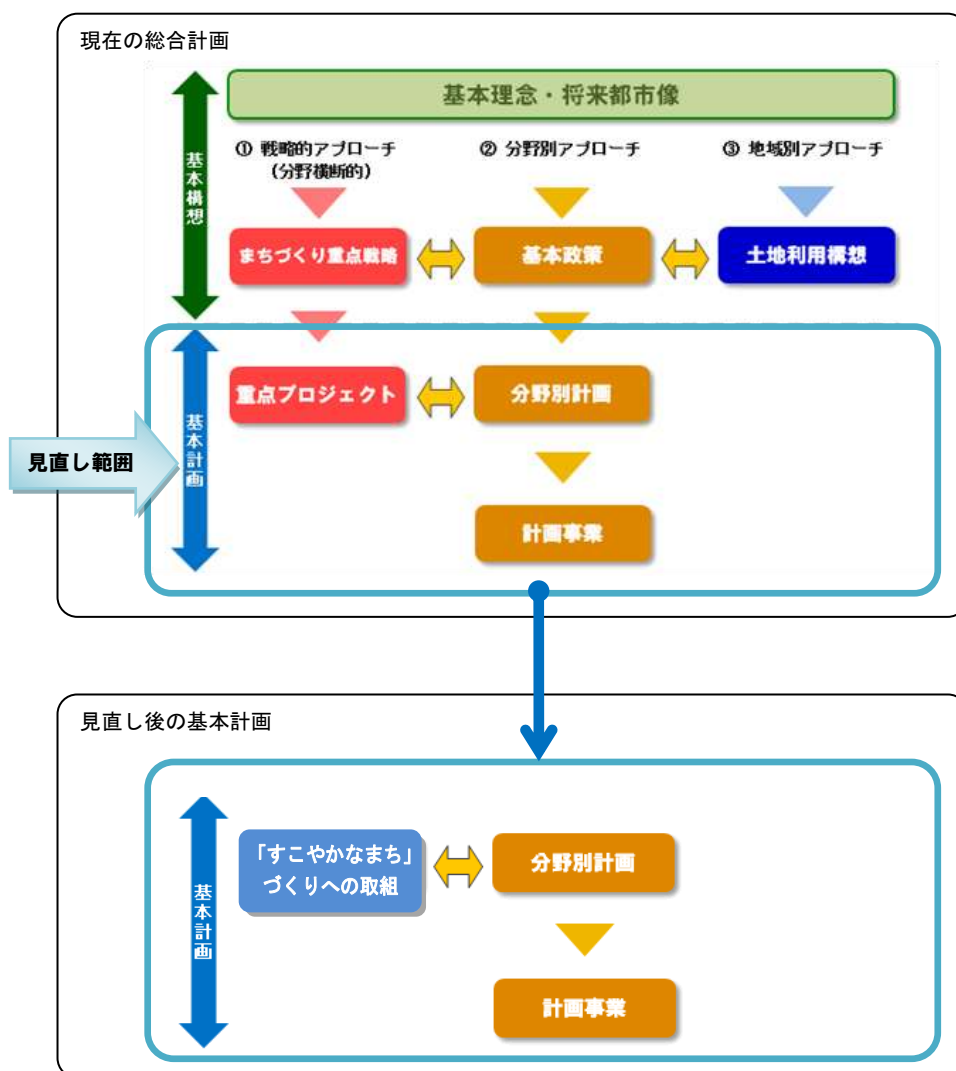 現在の総合計画
基本理念・将来都市像
基本構想
① 戦略的アプローチ
(分野横断的)
② 分野別アプローチ
③ 地域別アプローチ
まちづくり重点戦略
基本政策
土地利用構想
見直し範囲
基本計画
重点プロジェクト
分野別計画
計画事業
見直し後の基本計画
基本計画
「すこやかなまち」
づくりへの取組
分野別計画
計画事業